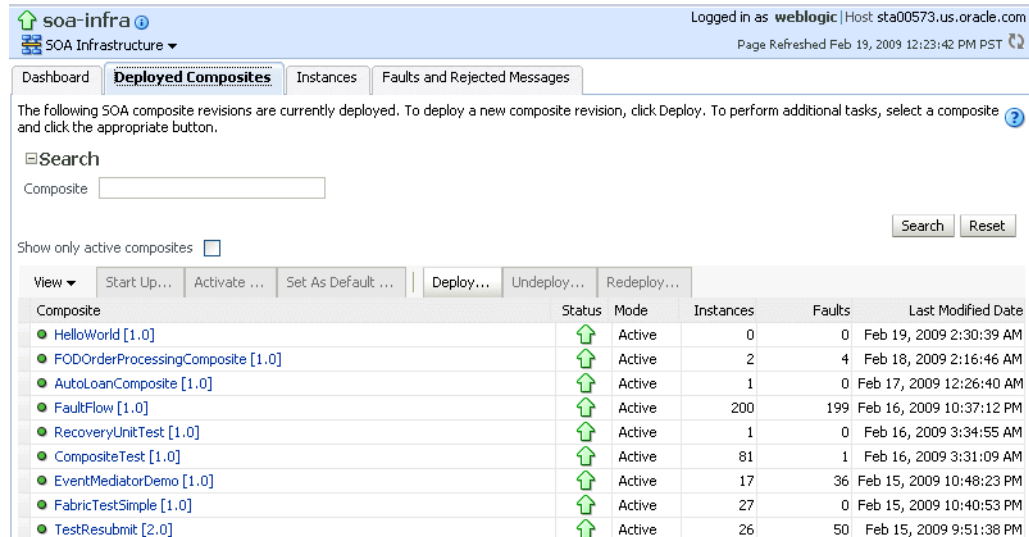 soa-infra
Logged in as weblogic|Host sta00573.us.oracle.com
SOA Infrastructure
Page Refreshed Feb 19, 2009 12:23:42 PM PST
Dashboard Deployed Composites Instances Faults and Rejected Messages
The following SOA composite revisions are currently deployed. To deploy a new composite revision, click Deploy. To perform additional tasks, select a composite
and click the appropriate button.
Search
Composite
Search Reset
Show only active composites
View Start Up... Activate ... Set As Default ... Deploy... Undeploy... Redeploy...
Composite Status Mode Instances Faults Last Modified Date
HelloWorld [1.0] Active 0 0 Feb 19, 2009 2:30:39 AM
FODOrderProcessingComposite [1.0] Active 2 4 Feb 18, 2009 2:16:46 AM
AutoLoanComposite [1.0] Active 1 0 Feb 17, 2009 12:26:40 AM
FaultFlow [1.0] Active 200 199 Feb 16, 2009 10:37:12 PM
RecoveryUnitTest [1.0] Active 1 0 Feb 16, 2009 3:34:55 AM
CompositeTest [1.0] Active 81 1 Feb 16, 2009 3:31:09 AM
EventMediatorDemo [1.0] Active 17 36 Feb 15, 2009 10:48:23 PM
FabricTestSimple [1.0] Active 27 0 Feb 15, 2009 10:40:53 PM
TestResubmit [2.0] Active 26 50 Feb 15, 2009 9:51:38 PM